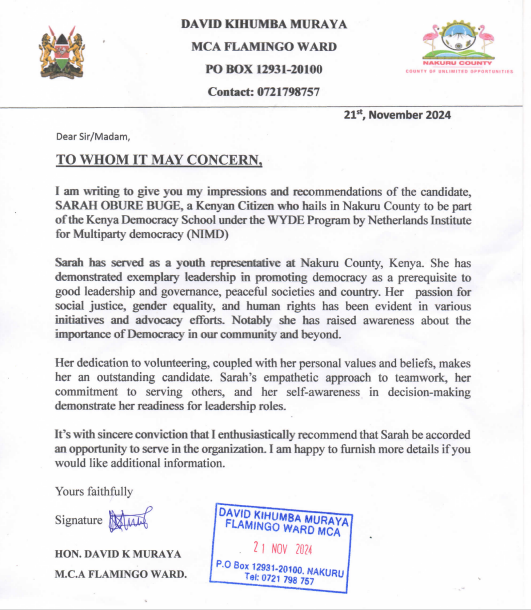 DAVID KIHUMBA MURAYA
MCA FLAMINGO WARD
PO BOX 12931-20100
Contact: 0721798757
NAKURU COUNTY
COUNTY OF UNLIMITED OPPORTUNITIES
21st, November 2024
Dear Sir/Madam,
TO WHOM IT MAY CONCERN,
I am writing to give you my impressions and recommendations of the candidate,
SARAH OBURE BUGE, a Kenyan Citizen who hails in Nakuru County to be part
of the Kenya Democracy School under the WYDE Program by Netherlands Institute
for Multiparty democracy (NIMD)
Sarah has served as a youth representative at Nakuru County, Kenya. She has
demonstrated exemplary leadership in promoting democracy as a prerequisite to
good leadership and governance, peaceful societies and country. Her passion for
social justice, gender equality, and human rights has been evident in various
initiatives and advocacy efforts. Notably she has raised awareness about the
importance of Democracy in our community and beyond.
Her dedication to volunteering, coupled with her personal values and beliefs, makes
her an outstanding candidate. Sarah's empathetic approach to teamwork, her
commitment to serving others, and her self-awareness in decision-making
demonstrate her readiness for leadership roles.
It's with sincere conviction that I enthusiastically recommend that Sarah be accorded
an opportunity to serve in the organization. I am happy to furnish more details if you
would like additional information.
Yours faithfully
Signature
HON. DAVID K MURAYA
M.C.A FLAMINGO WARD.
DAVID KIHUMBA MURAYA
FLAMINGO WARD MCA
21 NOV 2024
P.O Box 12931-20100, NAKURU
Tel: 0721 798 757